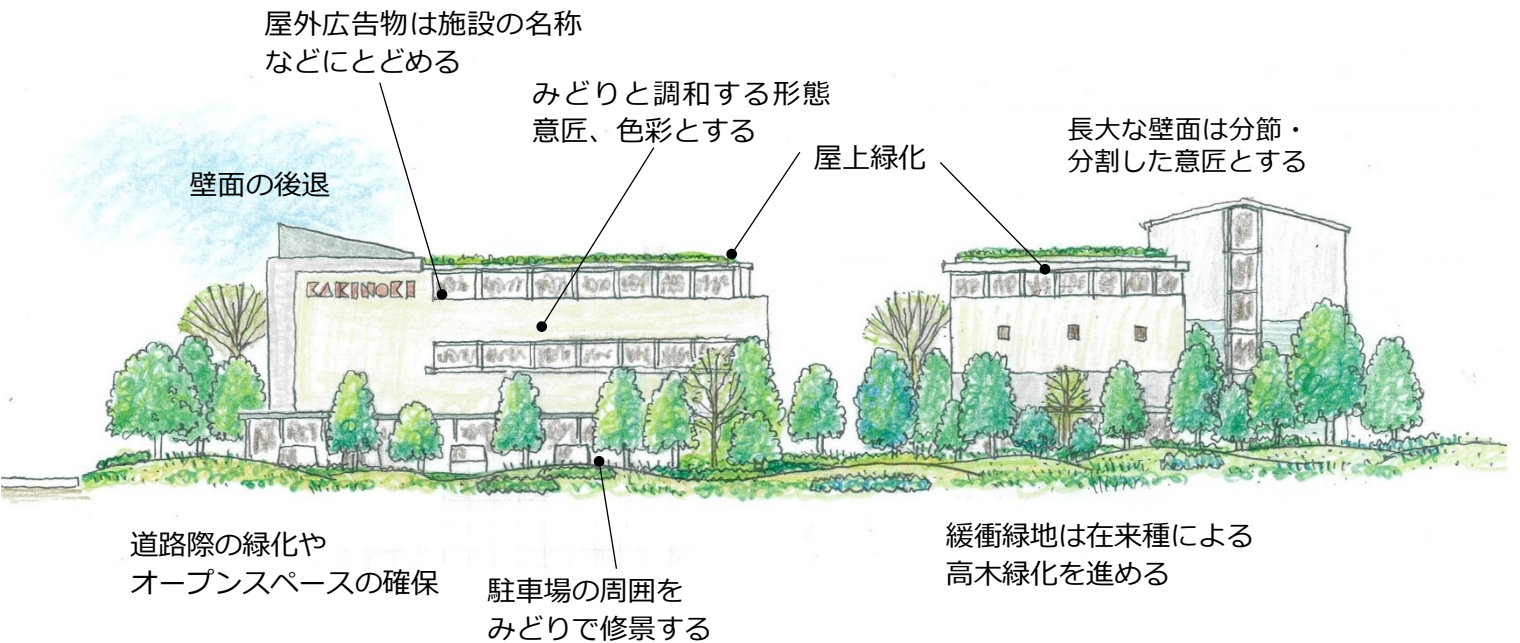 屋外広告物は施設の名称
などにとどめる
みどりと調和する形態
意匠、色彩とする
屋上緑化
長大な壁面は分節・
分割した意匠とする
壁面の後退
KAKINOKI
道路際の緑化や
オープンスペースの確保
駐車場の周囲を
みどりで修景する
緩衝緑地は在来種による
高木緑化を進める